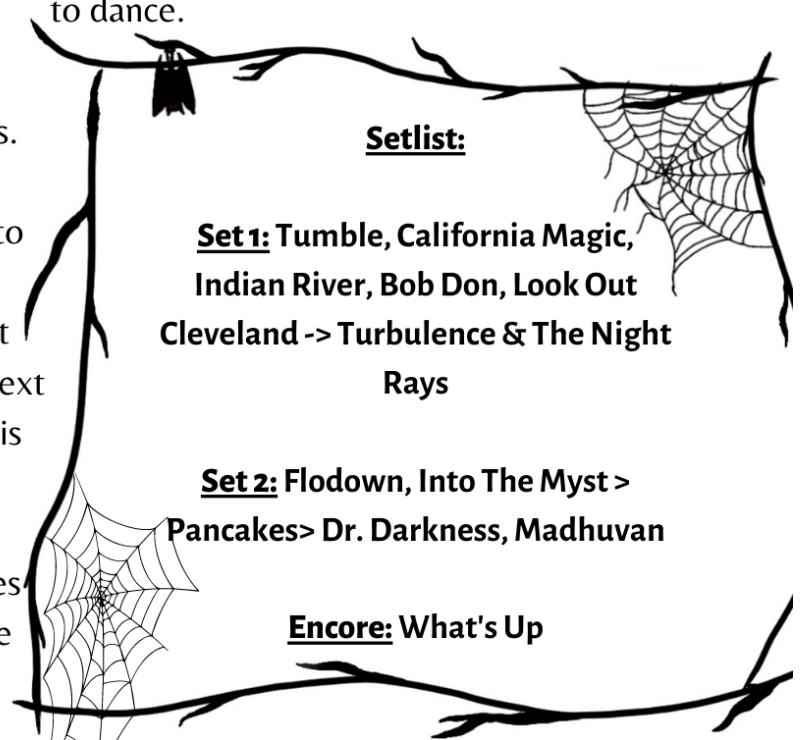 to dance.
s.
to
t
ext
is
es
e
Setlist:
Set 1: Tumble, California Magic,
Indian River, Bob Don, Look Out
Cleveland -> Turbulence & The Night
Rays
Set 2: Flodown, Into The Myst >
Pancakes> Dr. Darkness, Madhuvan
Encore: What's Up